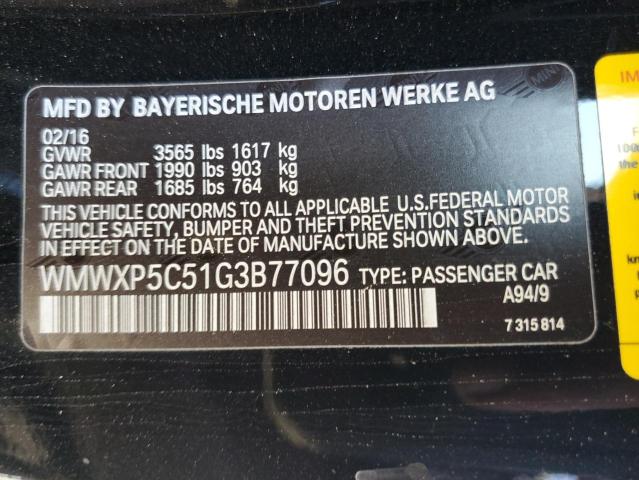 MFD BY BAYERISCHE MOTOREN WERKE AG
02/16
GVWR 3565 lbs 1617 kg
GAWR FRONT 1990 lbs 903 kg
GAWR REAR 1685 lbs 764 kg
THIS VEHICLE CONFORMS TO ALL APPLICABLE U.S.FEDERAL MOTOR
VEHICLE SAFETY, BUMPER AND THEFT PREVENTION STANDARDS
IN EFFECT ON THE DATE OF MANUFACTURE SHOWN ABOVE.
WMWXP5C51G3B77096 TYPE: PASSENGER CAR
A94/9
7 315 814
MINI